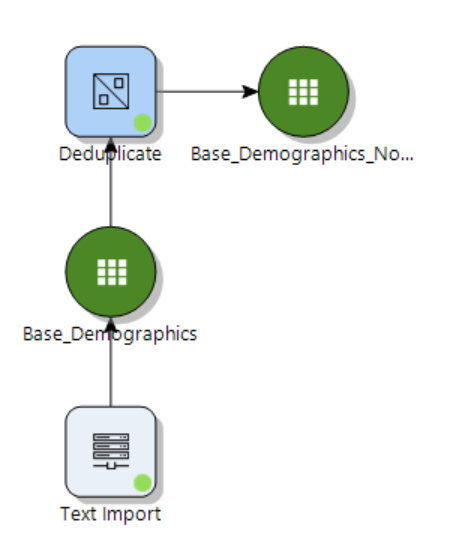 Deduplicate
Base_Demographics_No...
Base_Demographics
Text Import